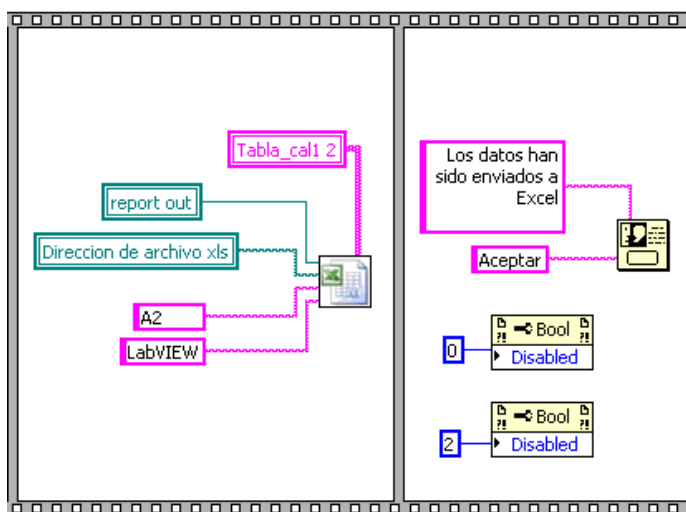 Tabla_cal1 2
report out
Direccion de archivo xls
A2
LabVIEW
Los datos han
sido enviados a
Excel
Aceptar
Bool
0
Disabled
Bool
2
Disabled